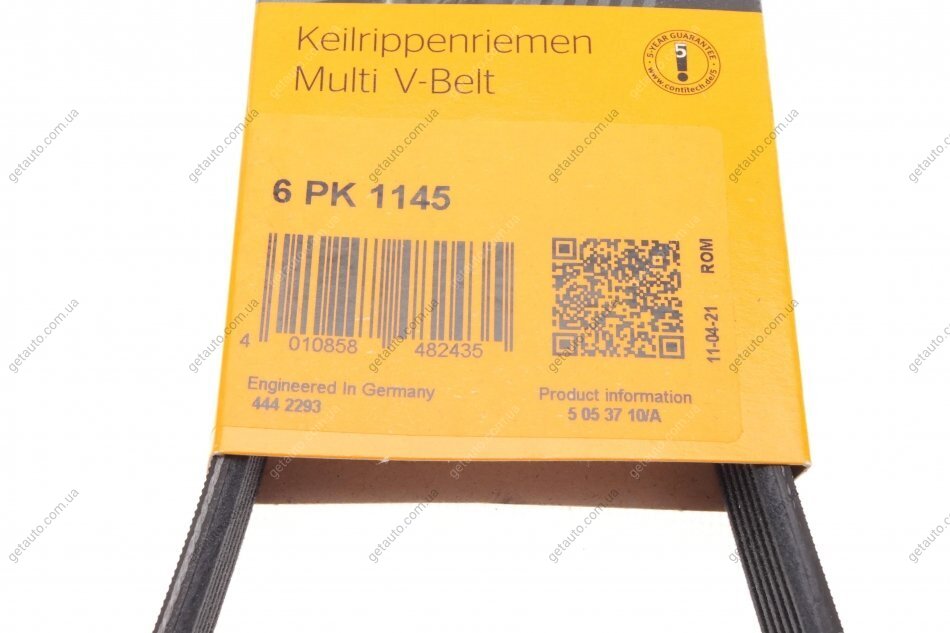 Keilrippenriemen
Multi V-Belt
5-YEAR GUARANTEE
5
www.contitech.de/5
6 PK 1145
4 010858 482435
ROM
11-04-21
Engineered In Germany
444 2293
Product information
5 05 37 10/A
getauto.com.ua